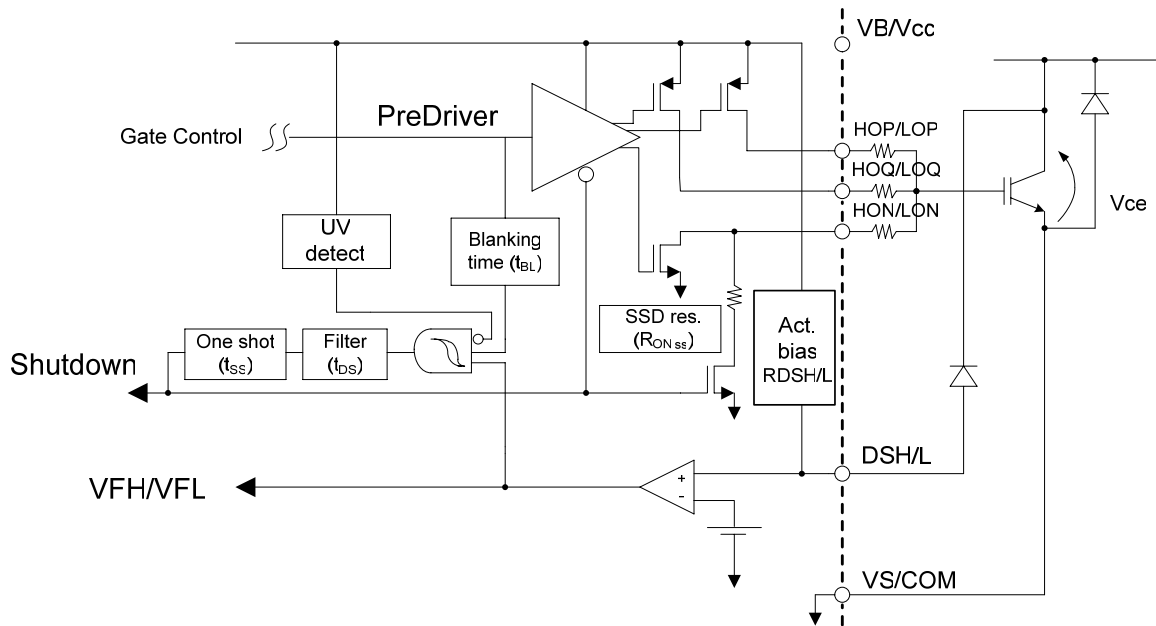 VB/Vcc
PreDriver
Gate Control
HOP/LOP
HOQ/LOQ
HON/LON
Vce
UV
detect
Blanking
time (tBL)
SSD res.
(RON ss)
Act.
bias
RDSH/L
One shot
(tSS)
Filter
(tDS)
Shutdown
DSH/L
VFH/VFL
+
-
VS/COM